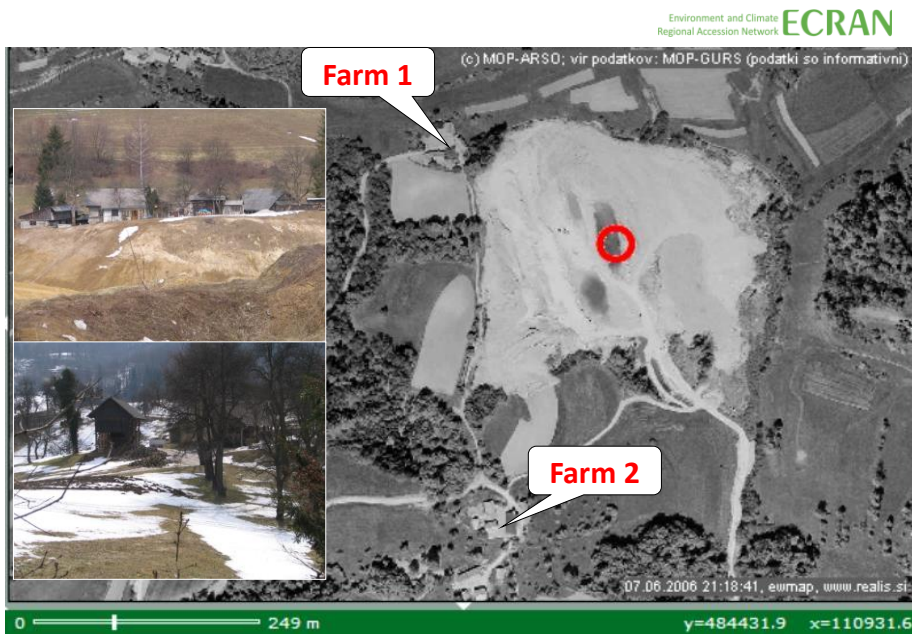 Environment and Climate
Regional Accession Network
ECRAN
(c) MOP-ARSO; vir podatkov: MOP-GURS (podatki so informativni)
Farm 1
Farm 2
07.06.2006 21:18:41, ewmap, www.realis.si
0 249 m y=484431.9 x=110931.6